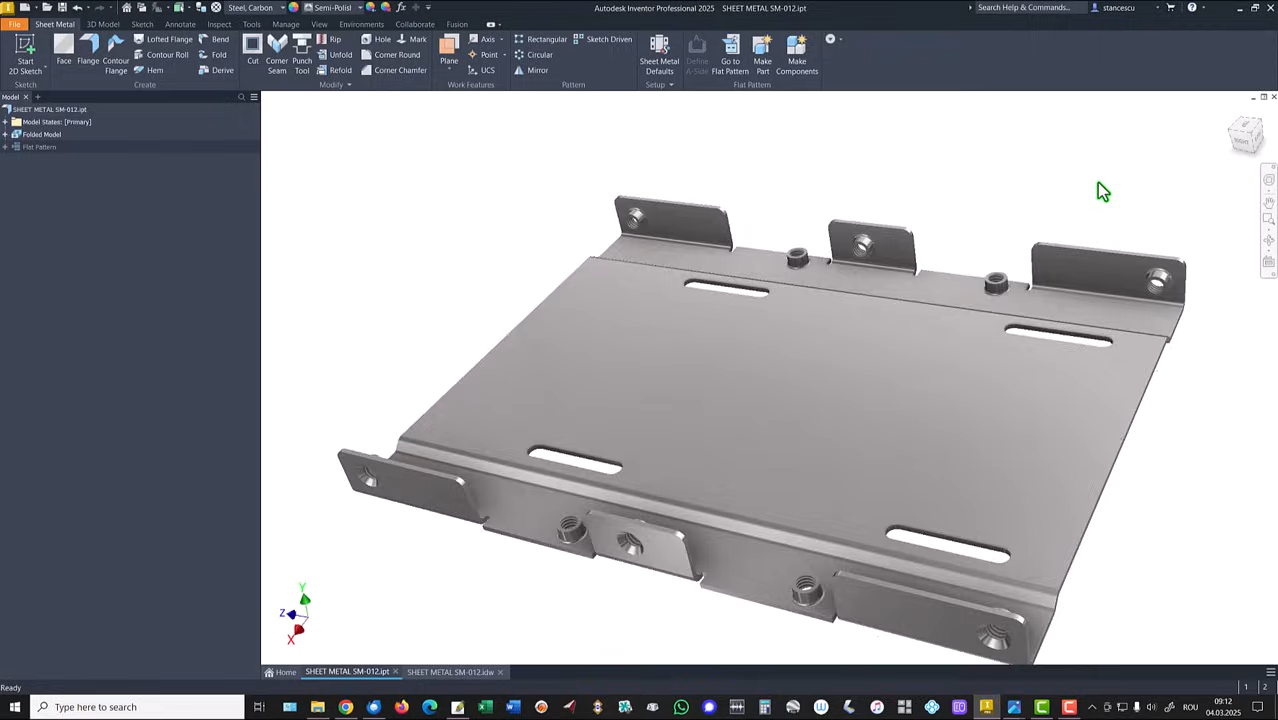 Steel, Carbon
Semi-Polis
Autodesk Inventor Professional 2025 SHEET METAL SM-012.ipt
Search Help & Commands...
stancescu
File Sheet Metal 3D Model Sketch Annotate Inspect Tools Manage View Environments Collaborate Fusion
Start
2D Sketch
Face
Flange
Contour
Flange
Lofted Flange
Contour Roll
Hem
Bend
Fold
Derive
Cut
Corner
Seam
Punch
Tool
Rip
Unfold
Refold
Hole
Mark
Corner Round
Corner Chamfer
Plane
Axis
Point
UCS
Rectangular
Circular
Mirror
Sketch Driven
Sheet Metal
Defaults
Define
A-Side
Go to
Flat Pattern
Make
Part
Make
Components
Sketch
Create
Modify
Work Features
Pattern
Setup
Flat Pattern
Model
SHEET METAL SM-012.ipt
Model States: [Primary]
Folded Model
Flat Pattern
RIGHT
Y
Z
X
Home
SHEET METAL SM-012.ipt
SHEET METAL SM-012.idw
Ready
1 2
Type here to search
ROU
09:12
04.03.2025